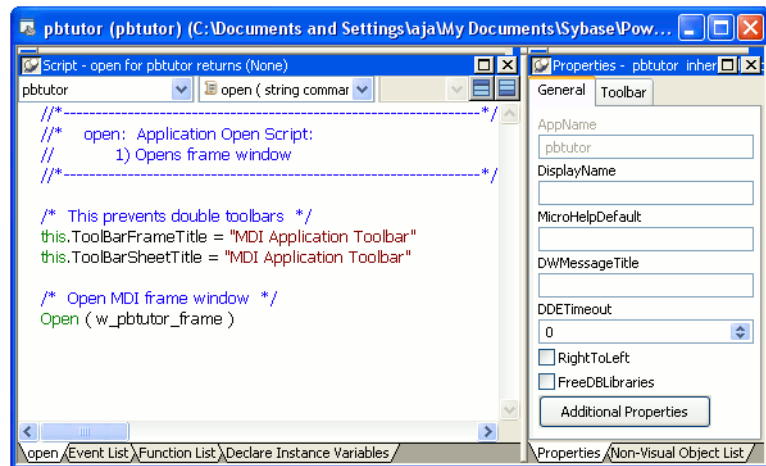 pbtutor (pbtutor) (C:\Documents and Settings\aja\My Documents\Sybase\Pow...
Script - open for pbtutor returns (None)
pbtutor
open ( string commar
//*-----------------------------------------------------------------*/
//*    open:  Application Open Script:
//         1) Opens frame window
//*-----------------------------------------------------------------*/
/*  This prevents double toolbars  */
this.ToolBarFrameTitle = "MDI Application Toolbar"
this.ToolBarSheetTitle = "MDI Application Toolbar"
/*  Open MDI frame window  */
Open ( w_pbtutor_frame )
open Event List Function List Declare Instance Variables
Properties - pbtutor inher
General Toolbar
AppName
pbtutor
DisplayName
MicroHelpDefault
DWMessageTitle
DDETimeout
0
RightToLeft
FreeDBLibraries
Additional Properties
Properties Non-Visual Object List